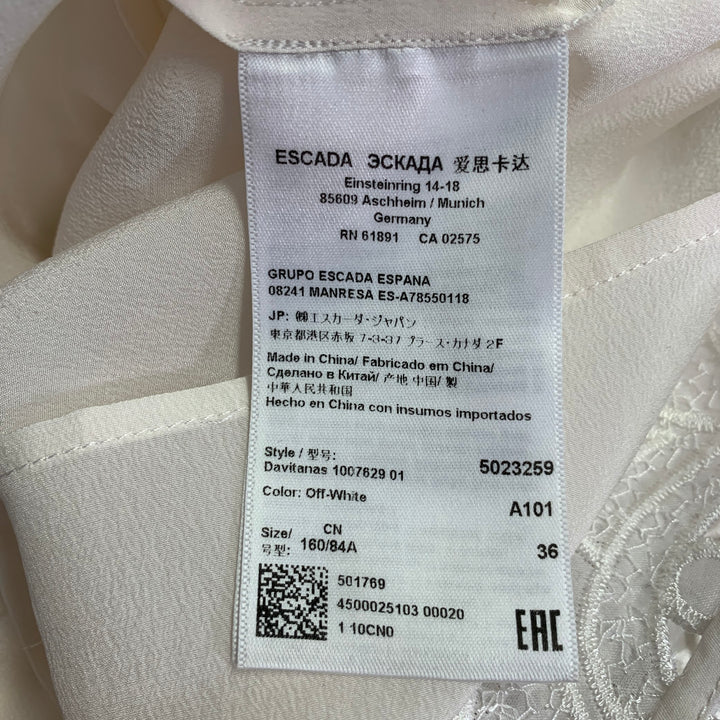 ESCADA ЭСКАДА 爱思卡达
Einsteinring 14-18
85609 Aschheim / Munich
Germany
RN 61891 CA 02575
GRUPO ESCADA ESPANA
08241 MANRESA ES-A78550118
JP: ㈱エスカーダ・ジャパン
東京都港区赤坂 7-3-37 プラース・カナダ 2F
Made in China/ Fabricado em China/
Сделано в Китай/ 产地 中国/ 製
中華人民共和国
Hecho en China con insumos importados
Style / 型号:
Davitanas 1007629 01 5023259
Color: Off-White A101
Size/ CN
号型: 160/84A 36
501769
4500025103 00020
1 10CN0
EAC